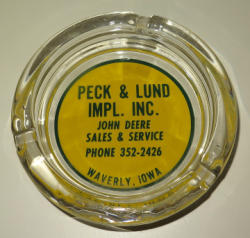 PECK & LUND
IMPL. INC.
JOHN DEERE
SALES & SERVICE
PHONE 352-2426
WAVERLY, IOWA